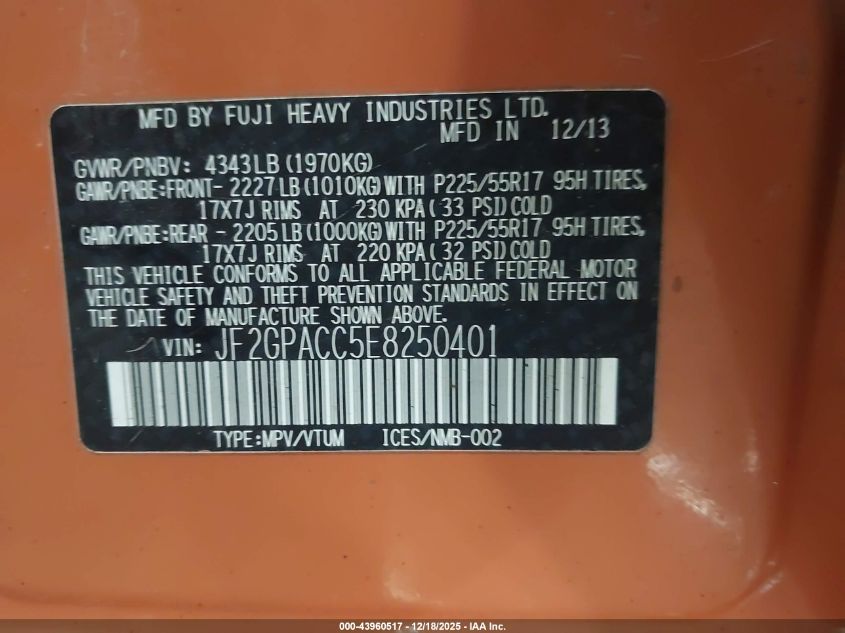 MFD BY FUJI HEAVY INDUSTRIES LTD.
MFD IN 12/13
GVWR/PNBV: 4343LB (1970KG)
GAWR/PNBE:FRONT- 2227LB (1010KG) WITH P225/55R17 95H TIRES,
17X7J RIMS AT 230 KPA( 33 PSI) COLD
GAWR/PNBE:REAR - 2205LB (1000KG) WITH P225/55R17 95H TIRES,
17X7J RIMS AT 220 KPA( 32 PSI) COLD
THIS VEHICLE CONFORMS TO ALL APPLICABLE FEDERAL MOTOR
VEHICLE SAFETY AND THEFT PREVENTION STANDARDS IN EFFECT ON
THE DATE OF MANUFACTURE SHOWN ABOVE.
VIN: JF2GPACC5E8250401
TYPE:MPV/VTUM ICES/NMB-002
000-43960517 - 12/18/2025 - IAA Inc.